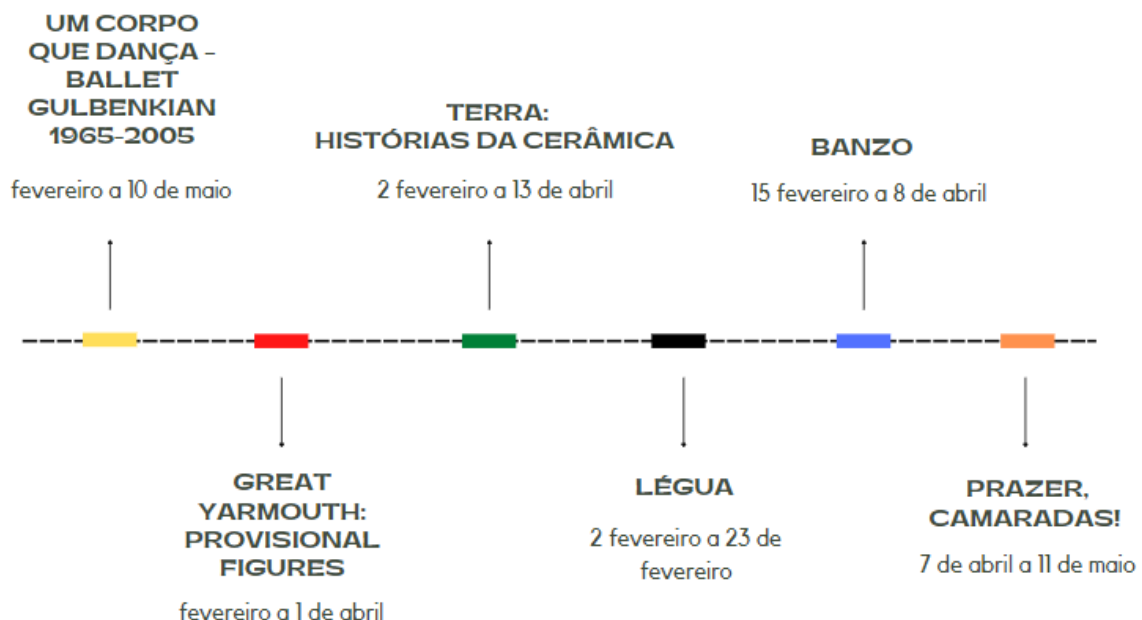 UM CORPO
QUE DANÇA –
BALLET
GULBENKIAN
1965-2005
fevereiro a 10 de maio
TERRA:
HISTÓRIAS DA CERÂMICA
2 fevereiro a 13 de abril
BANZO
15 fevereiro a 8 de abril
GREAT
YARMOUTH:
PROVISIONAL
FIGURES
fevereiro a 1 de abril
LÉGUA
2 fevereiro a 23 de
fevereiro
PRAZER,
CAMARADAS!
7 de abril a 11 de maio